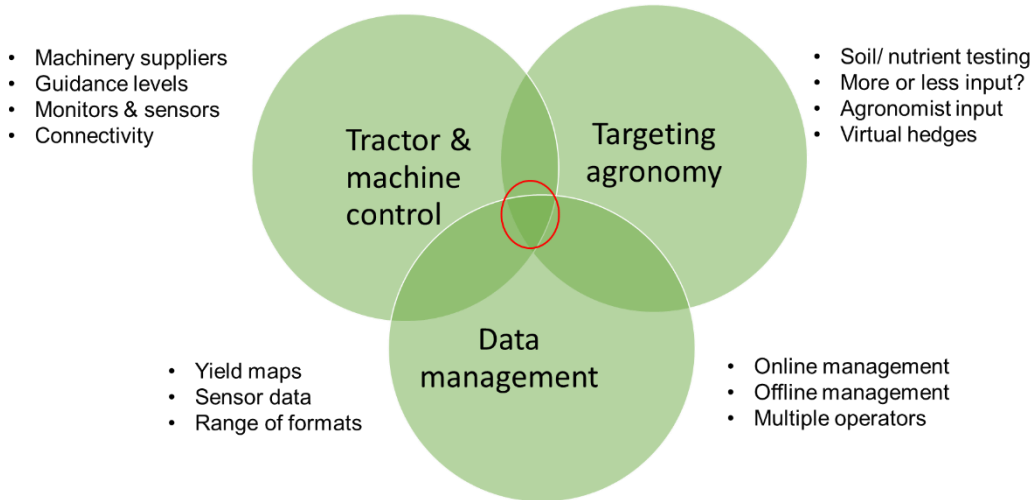 • Machinery suppliers
• Guidance levels
• Monitors & sensors
• Connectivity
• Soil/ nutrient testing
• More or less input?
• Agronomist input
• Virtual hedges
Tractor &
machine
control
Targeting
agronomy
Data
management
• Yield maps
• Sensor data
• Range of formats
• Online management
• Offline management
• Multiple operators